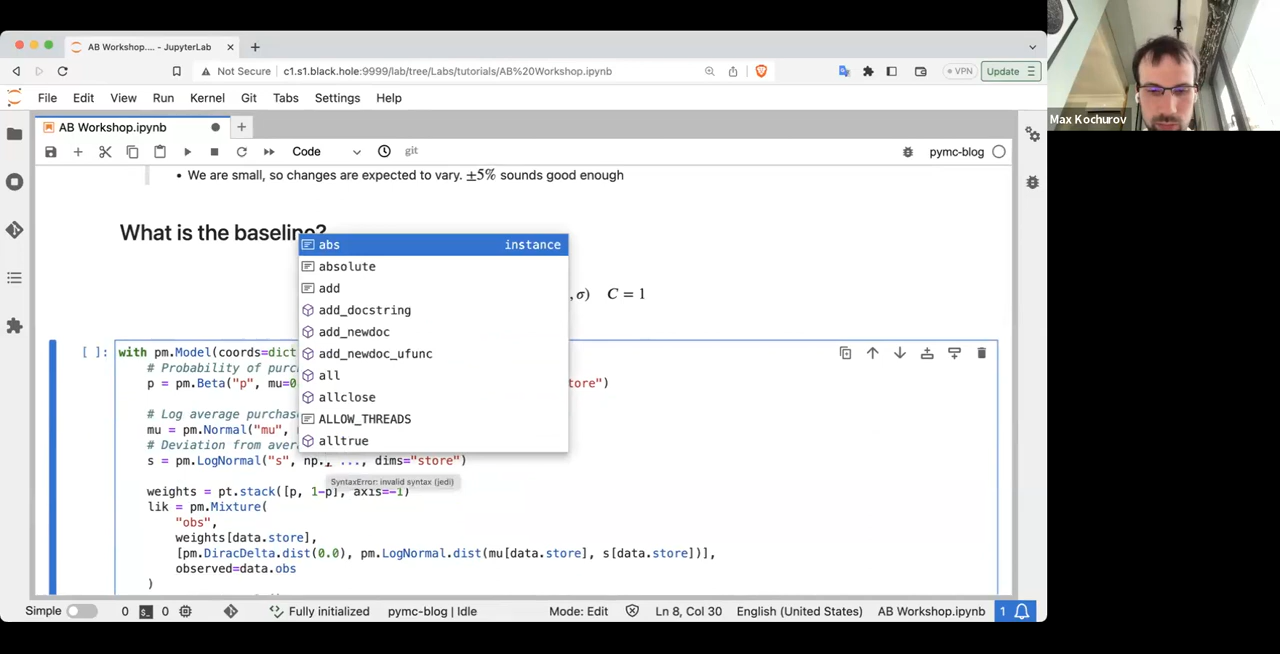 AB Workshop.... - JupyterLab
Not Secure
c1.s1.black.hole:9999/lab/tree/Labs/tutorials/AB%20Workshop.ipynb
VPN
Update
Max Kochurov
File Edit View Run Kernel Git Tabs Settings Help
AB Workshop.ipynb
Code
git
pymc-blog
• We are small, so changes are expected to vary. ±5% sounds good enough
What is the baseline?
abs instance
absolute
add
add_docstring
add_newdoc
add_newdoc_ufunc
all
allclose
ALLOW_THREADS
alltrue
, σ) C = 1
[ ]:
with pm.Model(coords=dict
# Probability of purc
p = pm.Beta("p", mu=0 tore")
# Log average purchas
mu = pm.Normal("mu",
# Deviation from aver
s = pm.LogNormal("s", np., ..., dims="store")
SyntaxError: invalid syntax (jedi)
weights = pt.stack([p, 1-p], axis=-1)
lik = pm.Mixture(
"obs",
weights[data.store],
[pm.DiracDelta.dist(0.0), pm.LogNormal.dist(mu[data.store], s[data.store])],
observed=data.obs
)
Simple 0 0 Fully initialized pymc-blog | Idle Mode: Edit Ln 8, Col 30 English (United States) AB Workshop.ipynb 1